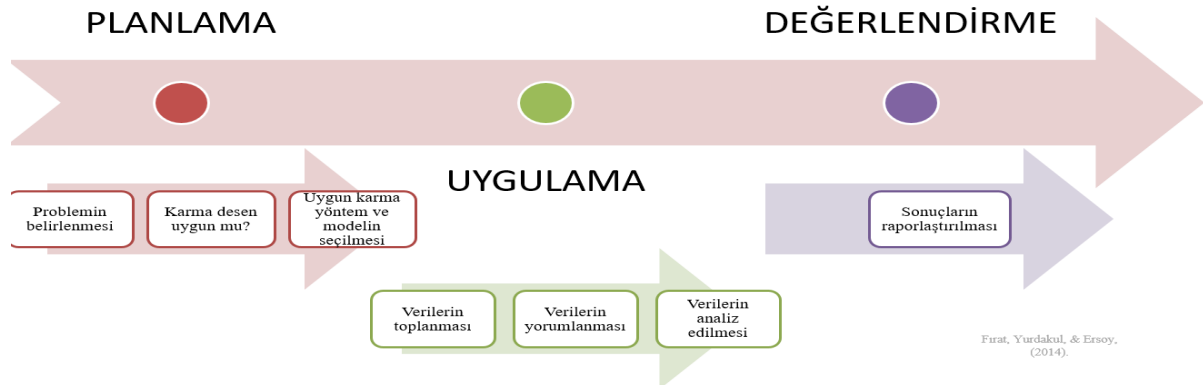 PLANLAMA
DEĞERLENDİRME
UYGULAMA
Problemin
belirlenmesi
Karma desen
uygun mu?
Uygun karma
yöntem ve
modelin
seçilmesi
Sonuçların
raporlaştırılması
Verilerin
toplanması
Verilerin
yorumlanması
Verilerin
analiz
edilmesi
Fırat, Yurdakul, & Ersoy,
(2014).